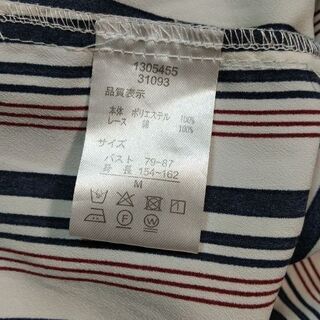 1305455
31093
品質表示
本体 ポリエステル 100%
レース 綿 100%
サイズ
バスト 79-87
身長 154-162
M